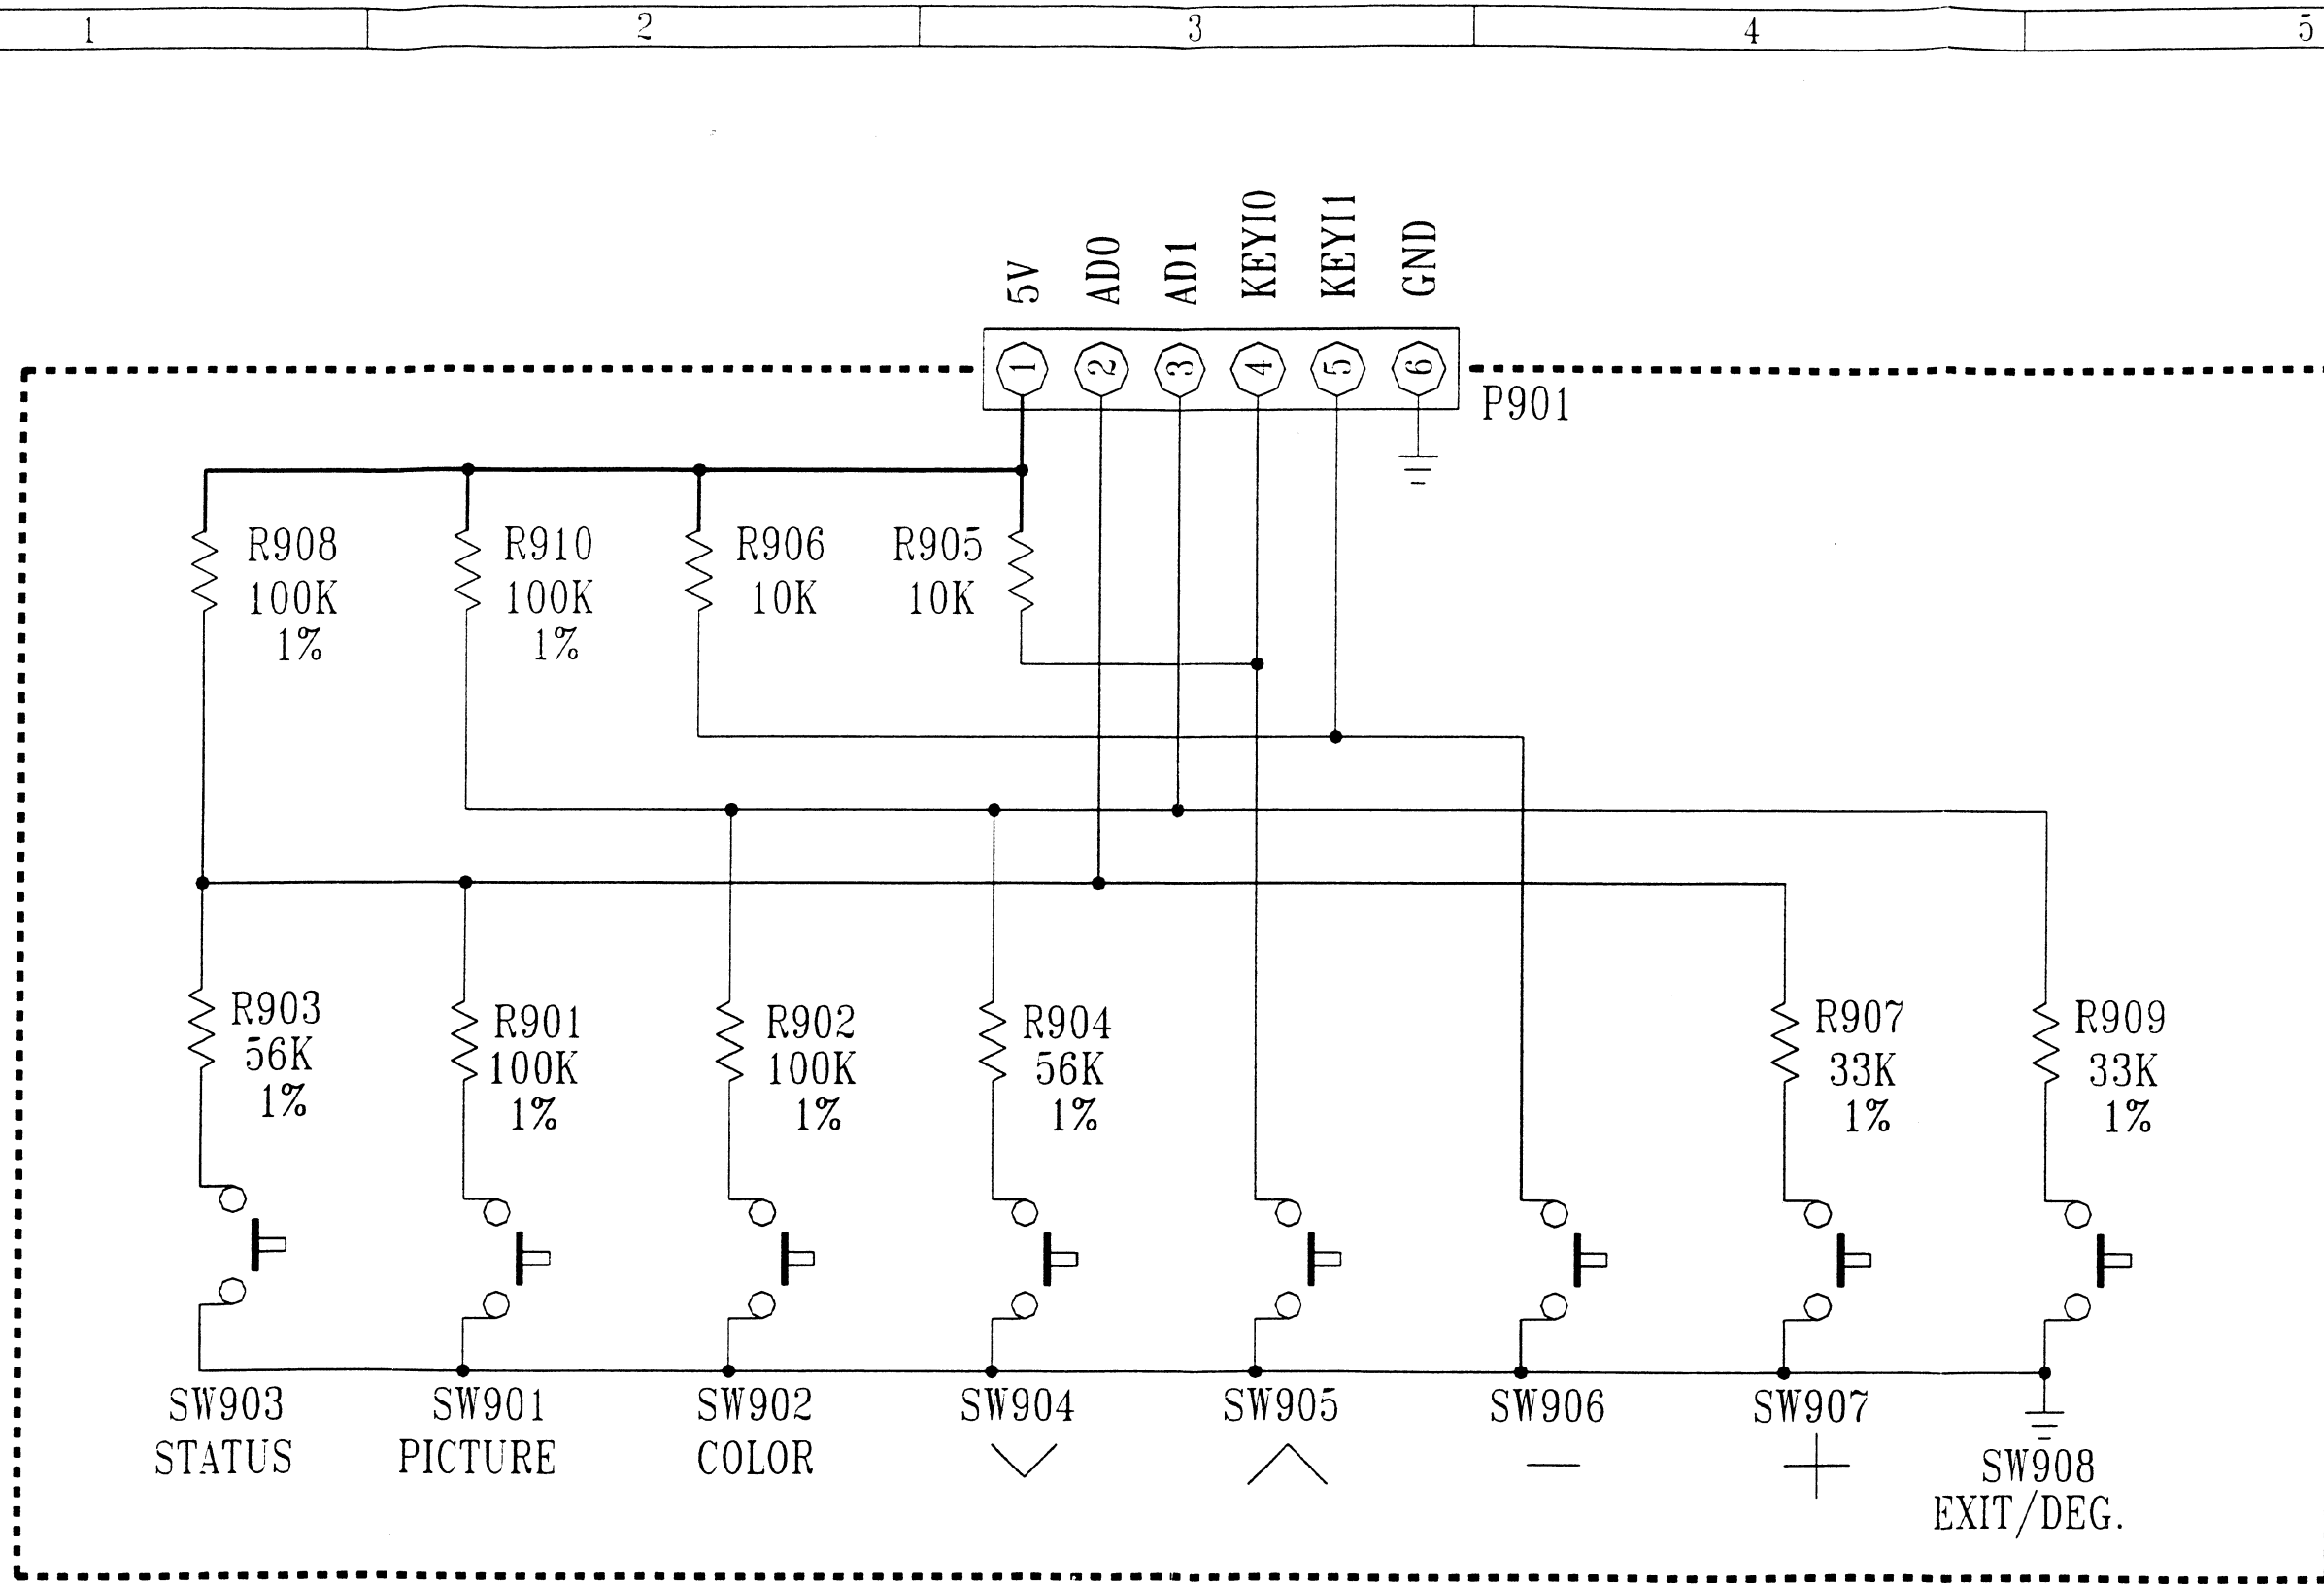 1 2 3 4 5
5V AD0 AD1 KEYI0 KEYI1 GND
1 2 3 4 5 6
P901
R908 R910 R906 R905
100K 100K 10K 10K
1% 1%
R903 R901 R902 R904 R907 R909
56K 100K 100K 56K 33K 33K
1% 1% 1% 1% 1% 1%
SW903 SW901 SW902 SW904 SW905 SW906 SW907
STATUS PICTURE COLOR — +
SW908
EXIT/DEG.